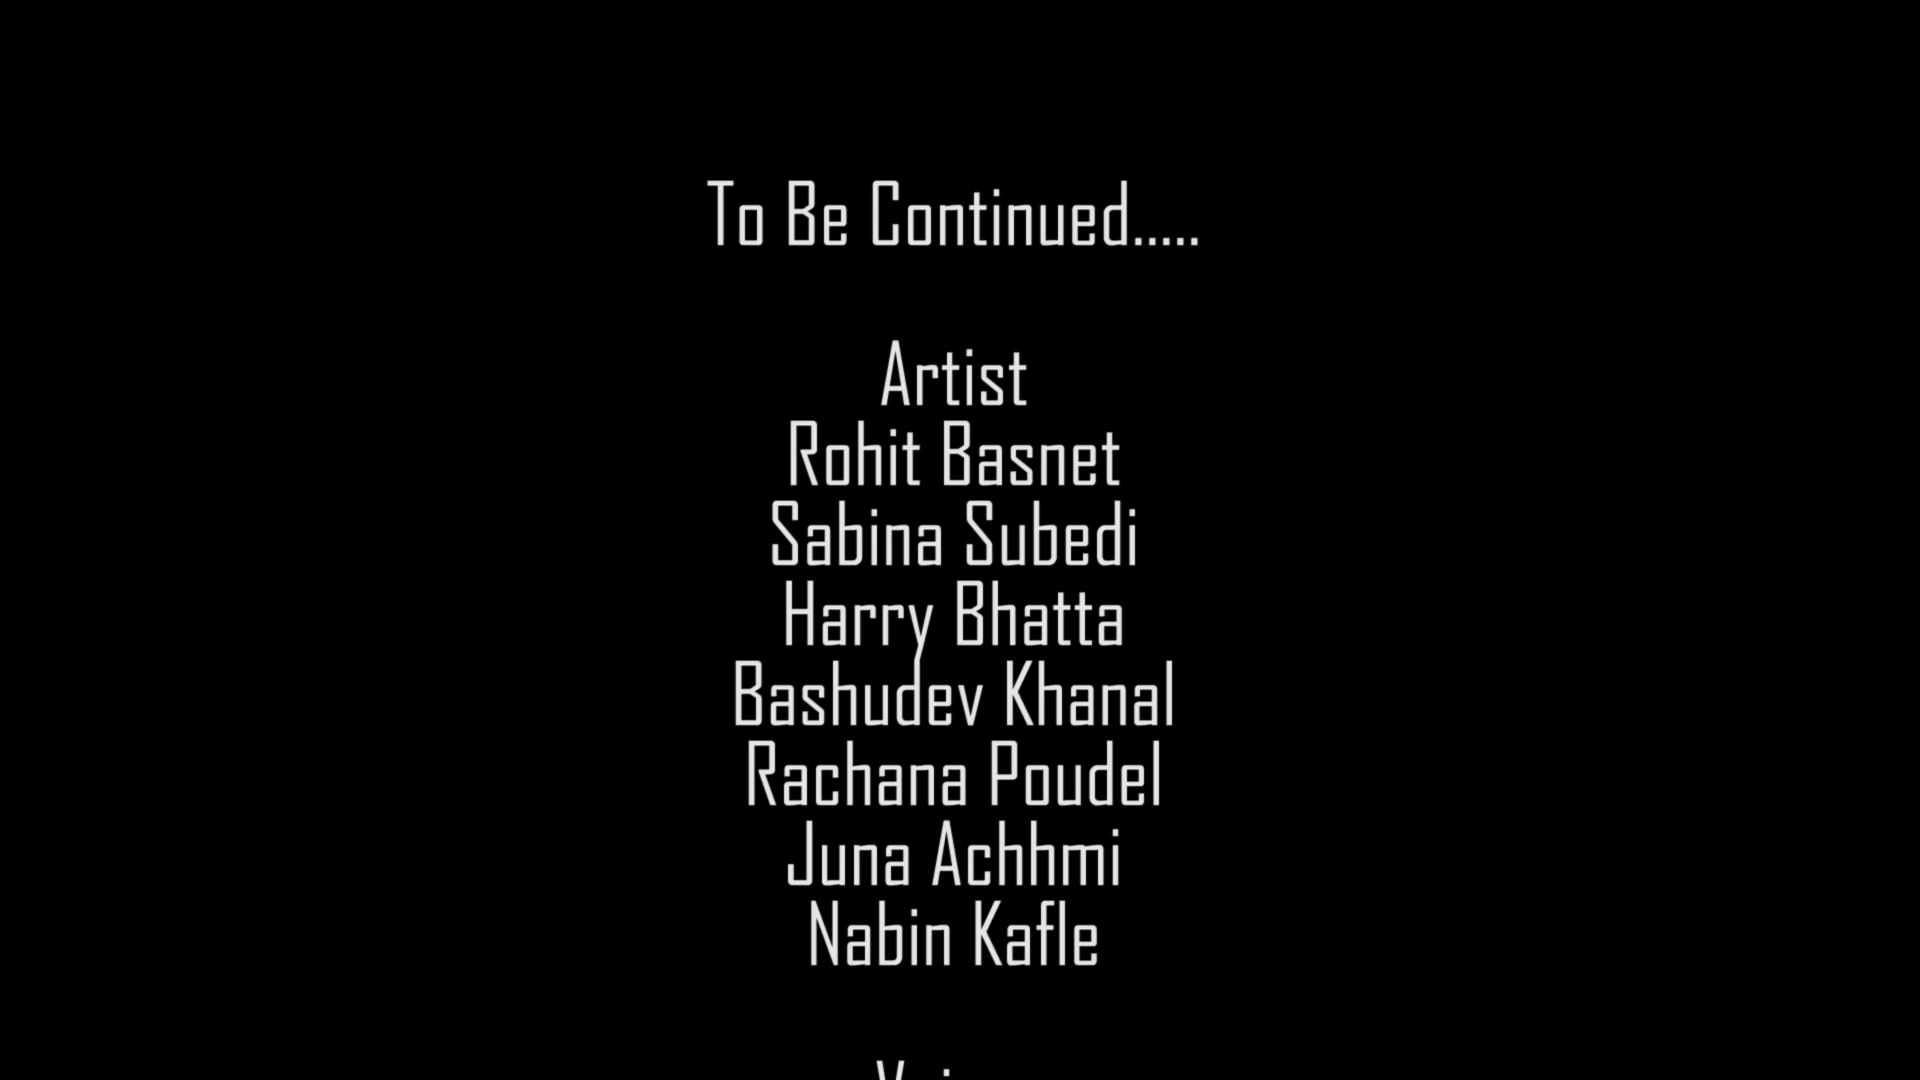 To Be Continued.....
Artist
Rohit Basnet
Sabina Subedi
Harry Bhatta
Bashudev Khanal
Rachana Poudel
Juna Achhmi
Nabin Kafle